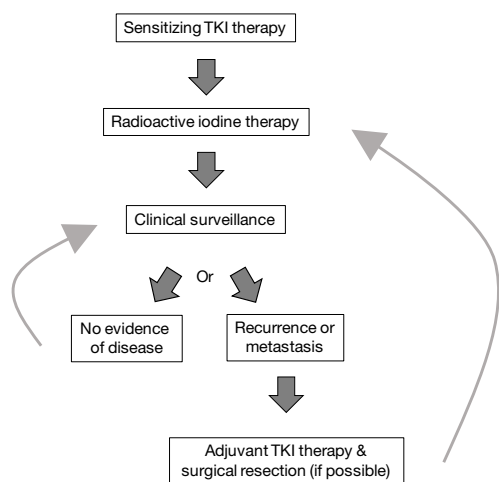 Sensitizing TKI therapy
Radioactive iodine therapy
Clinical surveillance
Or
No evidence
of disease
Recurrence or
metastasis
Adjuvant TKI therapy &
surgical resection (if possible)